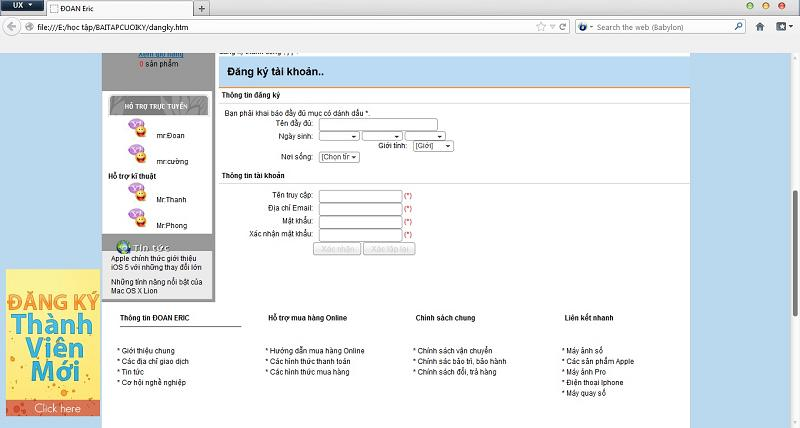 UX
ĐOAN Eric
file:///E:/học tập/BAITAPCUOIKY/dangky.htm
Search the web (Babylon)
Xem giỏ hàng
0 sản phẩm
Đăng ký tài khoản..
HỖ TRỢ TRỰC TUYẾN
mr:Đoan
mr:cường
Hỗ trợ kĩ thuật
Mr:Thanh
Mr:Phong
Tin tức
Apple chính thức giới thiệu
iOS 5 với những thay đổi lớn
Những tính năng nổi bật của
Mac OS X Lion
Thông tin đăng ký
Bạn phải khai báo đầy đủ mục có dánh dấu *.
Tên đầy đủ:
Ngày sinh:
Giới tính: [Giới]
Nơi sống: [Chọn tỉr
Thông tin tài khoản
Tên truy cập: (*)
Địa chỉ Email: (*)
Mật khẩu: (*)
Xác nhận mật khẩu: (*)
Xác nhận Xác lập lại
ĐĂNG KÝ
Thành
Viên
Mới
Click here
Thông tin ĐOAN ERIC
* Giới thiệu chung
* Các địa chỉ giao dịch
* Tin tức
* Cơ hội nghề nghiệp
Hỗ trợ mua hàng Online
* Hướng dẫn mua hàng Online
* Các hình thức thanh toán
* Các hình thức mua hàng
Chính sách chung
* Chính sách vận chuyển
* Chính sác bảo trì, bảo hành
* Chính sách đổi, trả hàng
Liên kết nhanh
* Máy ảnh số
* Các sản phẩm Apple
* Máy ảnh Pro
* Điện thoại Iphone
* Máy quay số